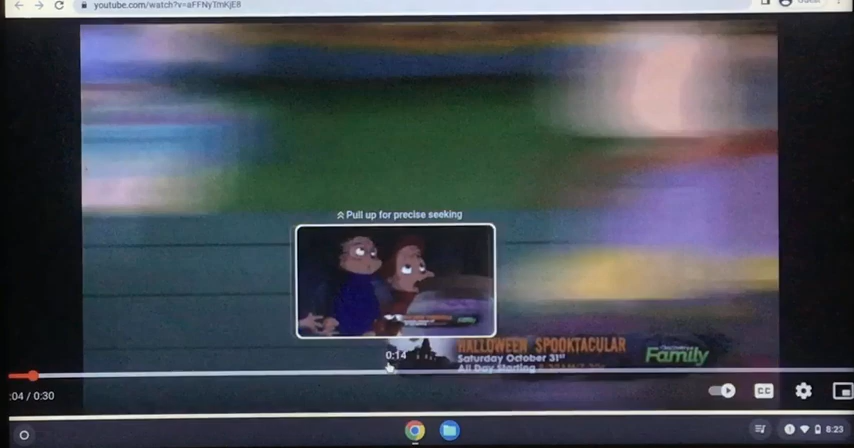 youtube.com/watch?v=aFFNyTmKjE8
Pull up for precise seeking
0:14
HALLOWEEN SPOOKTACULAR
Saturday October 31st
All Day Starting
Discovery
Family
:04 / 0:30
CC
8:23